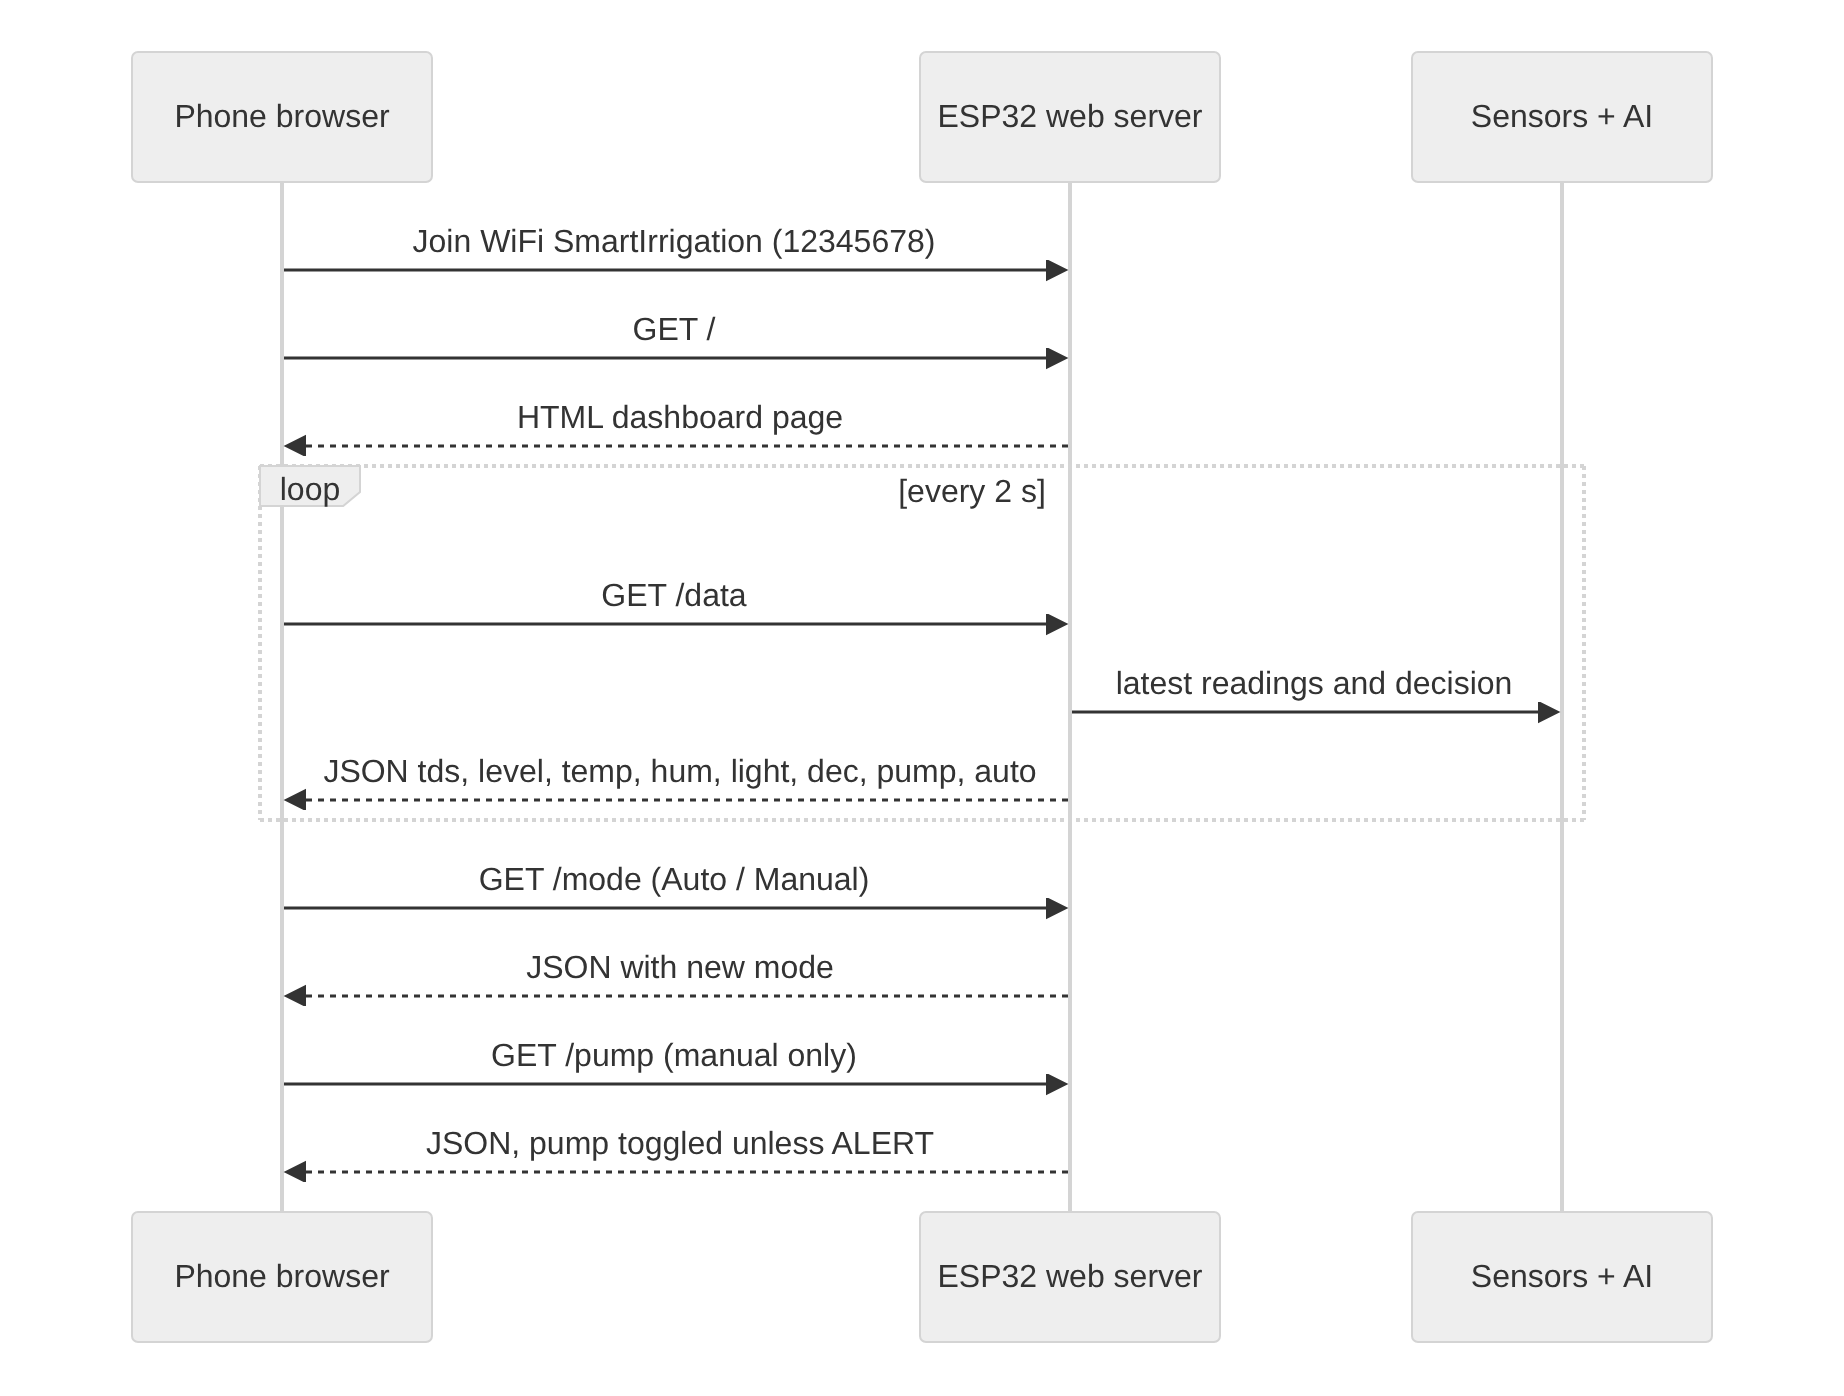 Phone browser
ESP32 web server
Sensors + AI
Join WiFi SmartIrrigation (12345678)
GET /
HTML dashboard page
loop
[every 2 s]
GET /data
latest readings and decision
JSON tds, level, temp, hum, light, dec, pump, auto
GET /mode (Auto / Manual)
JSON with new mode
GET /pump (manual only)
JSON, pump toggled unless ALERT
Phone browser
ESP32 web server
Sensors + AI